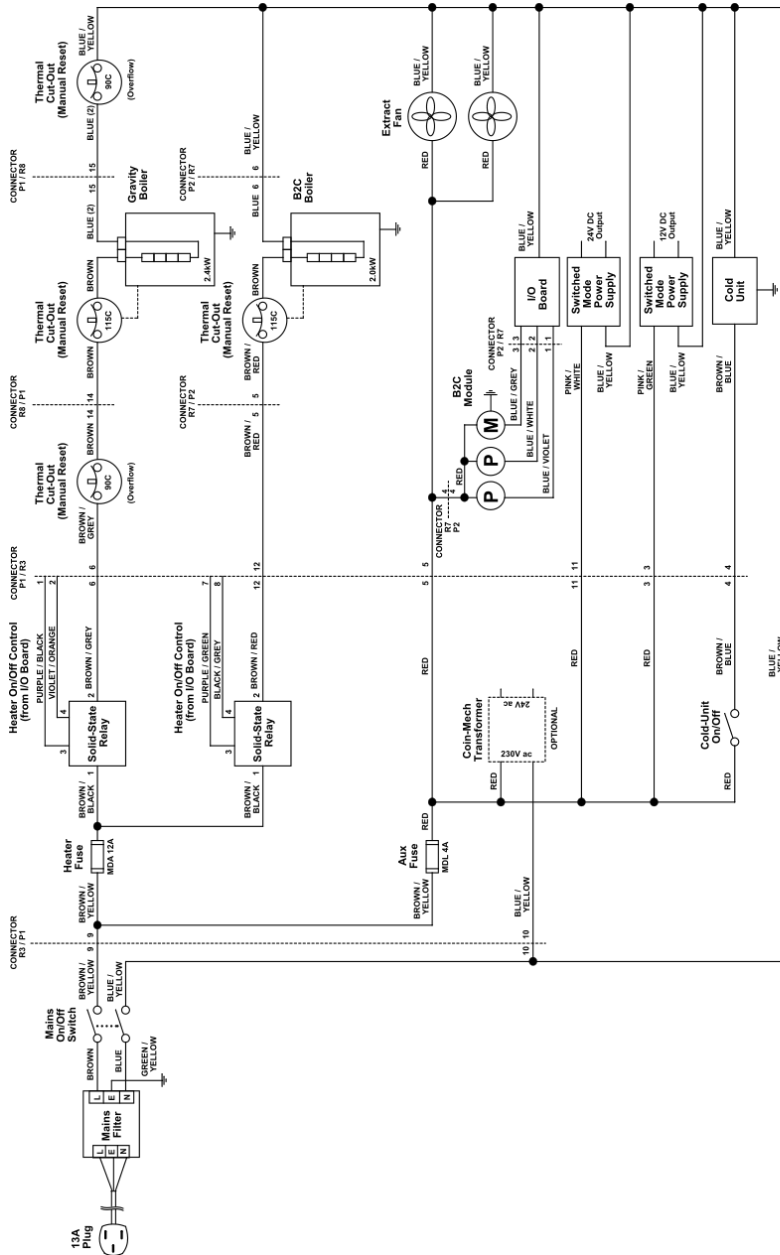 13A
Plug
L
E
N
Mains
Filter
L
E
N
BROWN
BLUE
GREEN /
YELLOW
Mains
On/Off
Switch
BROWN /
YELLOW
BLUE /
YELLOW
CONNECTOR
R3 / P1
9
9
10
10
BROWN /
YELLOW
Heater
Fuse
MDA 12A
BROWN /
BLACK
1
3
4
Solid-State
Relay
2
Heater On/Off Control
(from I/O Board)
PURPLE / BLACK
VIOLET / ORANGE
BROWN / GREY
CONNECTOR
P1 / R3
1
2
6
6
BROWN /
GREY
Thermal
Cut-Out
(Manual Reset)
90C
(Overflow)
BROWN
CONNECTOR
R8 / P1
14
14
BROWN
Thermal
Cut-Out
(Manual Reset)
115C
BROWN
2.4kW
Gravity
Boiler
BLUE (2)
CONNECTOR
P1 / R8
15
15
BLUE (2)
Thermal
Cut-Out
(Manual Reset)
90C
(Overflow)
BLUE /
YELLOW
BROWN /
BLACK
1
3
4
Solid-State
Relay
2
Heater On/Off Control
(from I/O Board)
PURPLE / GREEN
BLACK / GREY
BROWN / RED
7
8
12
12
BROWN /
RED
CONNECTOR
R7 / P2
5
5
BROWN /
RED
Thermal
Cut-Out
(Manual Reset)
115C
BROWN
2.0kW
B2C
Boiler
BLUE
CONNECTOR
P2 / R7
6
6
BLUE /
YELLOW
BROWN /
YELLOW
Aux
Fuse
MDL 4A
RED
RED
5
5
CONNECTOR
R7
P2
4
4
RED
RED
Extract
Fan
BLUE /
YELLOW
RED
BLUE /
YELLOW
BLUE /
YELLOW
RED
Coin-Mech
Transformer
230V ac
24V ac
OPTIONAL
B2C
Module
P
P
M
BLUE / GREY
BLUE / WHITE
BLUE / VIOLET
CONNECTOR
P2 / R7
3
3
2
2
1
1
I/O
Board
BLUE /
YELLOW
RED
11
11
PINK /
WHITE
BLUE /
YELLOW
Switched
Mode
Power
Supply
24V DC
Output
RED
3
3
PINK /
GREEN
BLUE /
YELLOW
Switched
Mode
Power
Supply
12V DC
Output
RED
Cold-Unit
On/Off
BROWN /
BLUE
4
4
BROWN /
BLUE
Cold
Unit
BLUE /
YELLOW
BLUE /
YELLOW